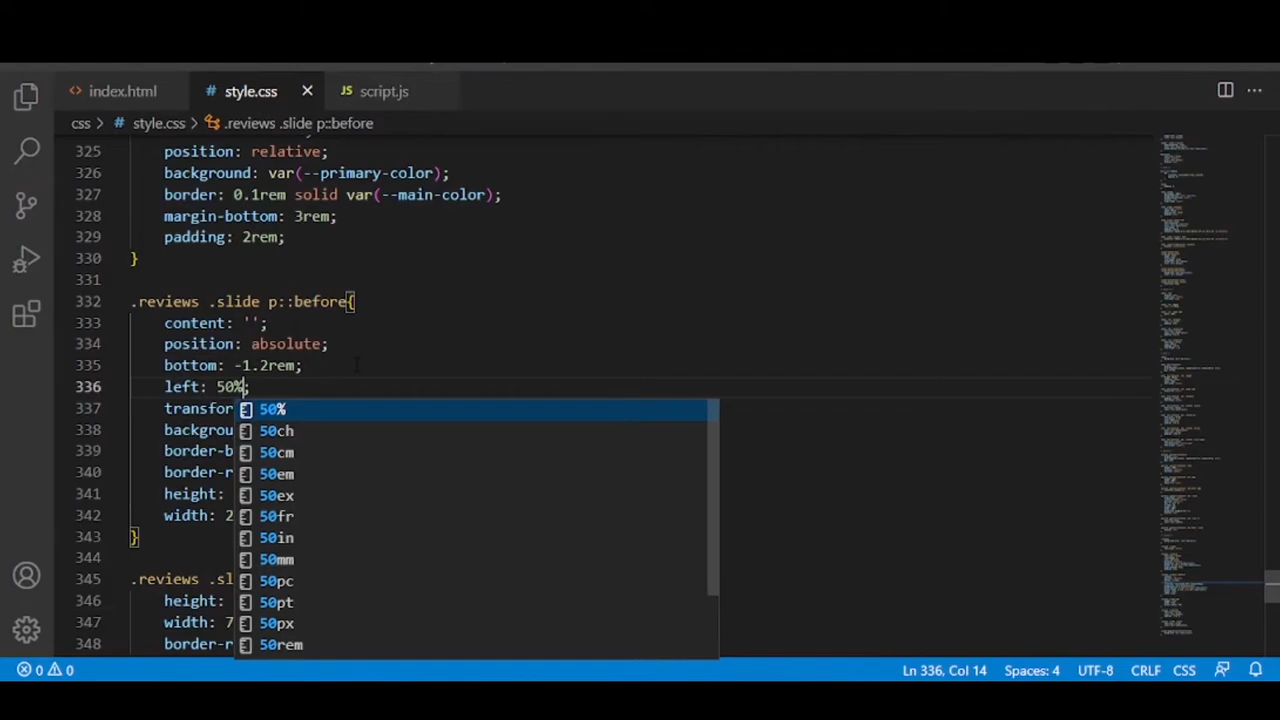 index.html
style.css
script.js
css > # style.css > .reviews .slide p::before
325 position: relative;
326 background: var(--primary-color);
327 border: 0.1rem solid var(--main-color);
328 margin-bottom: 3rem;
329 padding: 2rem;
330 }
331
332 .reviews .slide p::before{
333 content: '';
334 position: absolute;
335 bottom: -1.2rem;
336 left: 50%;
337 transfor
50%
338 backgrou
50ch
339 border-b
50cm
340 border-r
50em
341 height:
50ex
342 width: 2
50fr
343 }
50in
344
50mm
345 .reviews .sl
50pc
346 height:
50pt
347 width: 7
50px
348 border-r
50rem
0 0
Ln 336, Col 14 Spaces: 4 UTF-8 CRLF CSS